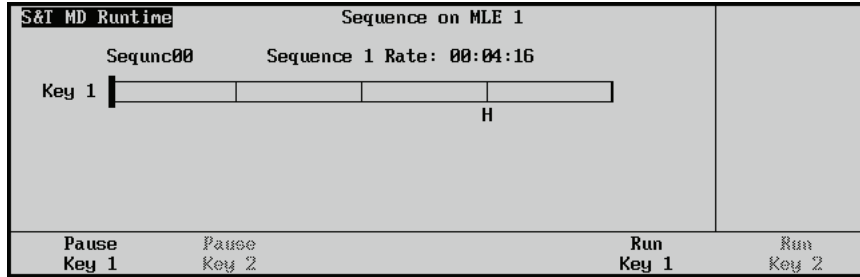 S&T MD Runtime Sequence on MLE 1
Sequnc00 Sequence 1 Rate: 00:04:16
Key 1
H
Pause Pause Run Run
Key 1 Key 2 Key 1 Key 2